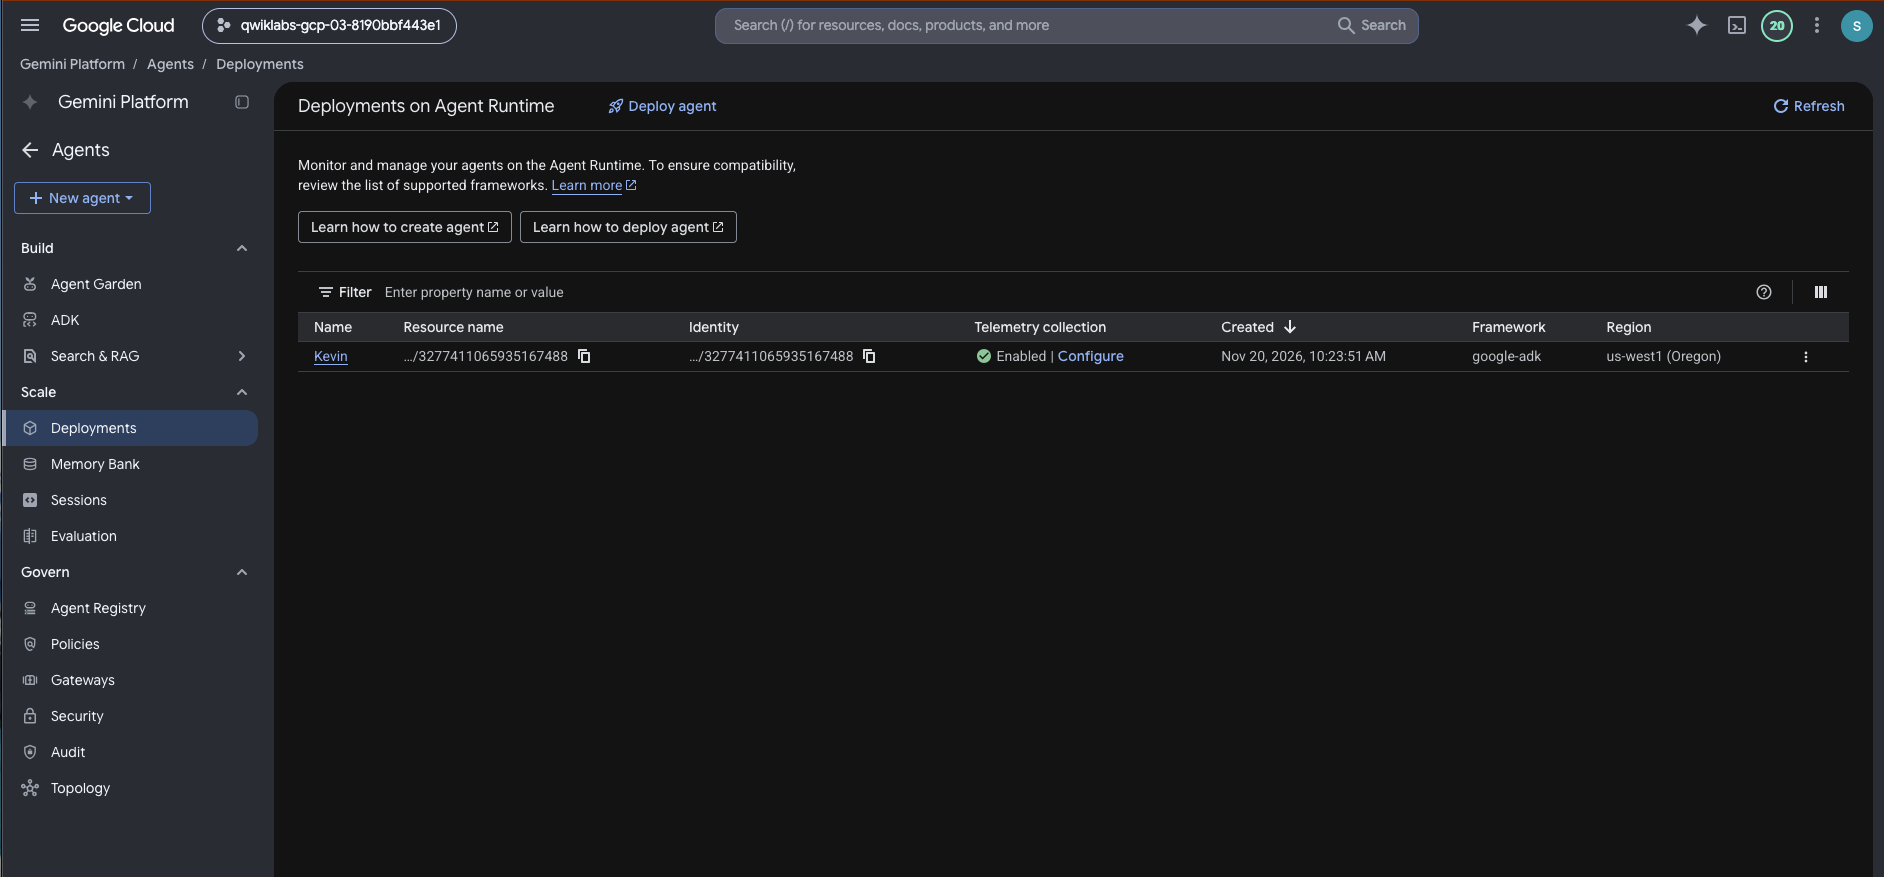 Google Cloud
qwiklabs-gcp-03-8190bbf443e1
Search (/) for resources, docs, products, and more
Search
20
S
Gemini Platform / Agents / Deployments
Gemini Platform
Agents
New agent
Build
Agent Garden
ADK
Search & RAG
Scale
Deployments
Memory Bank
Sessions
Evaluation
Govern
Agent Registry
Policies
Gateways
Security
Audit
Topology
Deployments on Agent Runtime
Deploy agent
Refresh
Monitor and manage your agents on the Agent Runtime. To ensure compatibility,
review the list of supported frameworks. Learn more
Learn how to create agent
Learn how to deploy agent
Filter Enter property name or value
Name Resource name Identity Telemetry collection Created Framework Region
Kevin .../3277411065935167488 .../3277411065935167488 Enabled | Configure Nov 20, 2026, 10:23:51 AM google-adk us-west1 (Oregon)